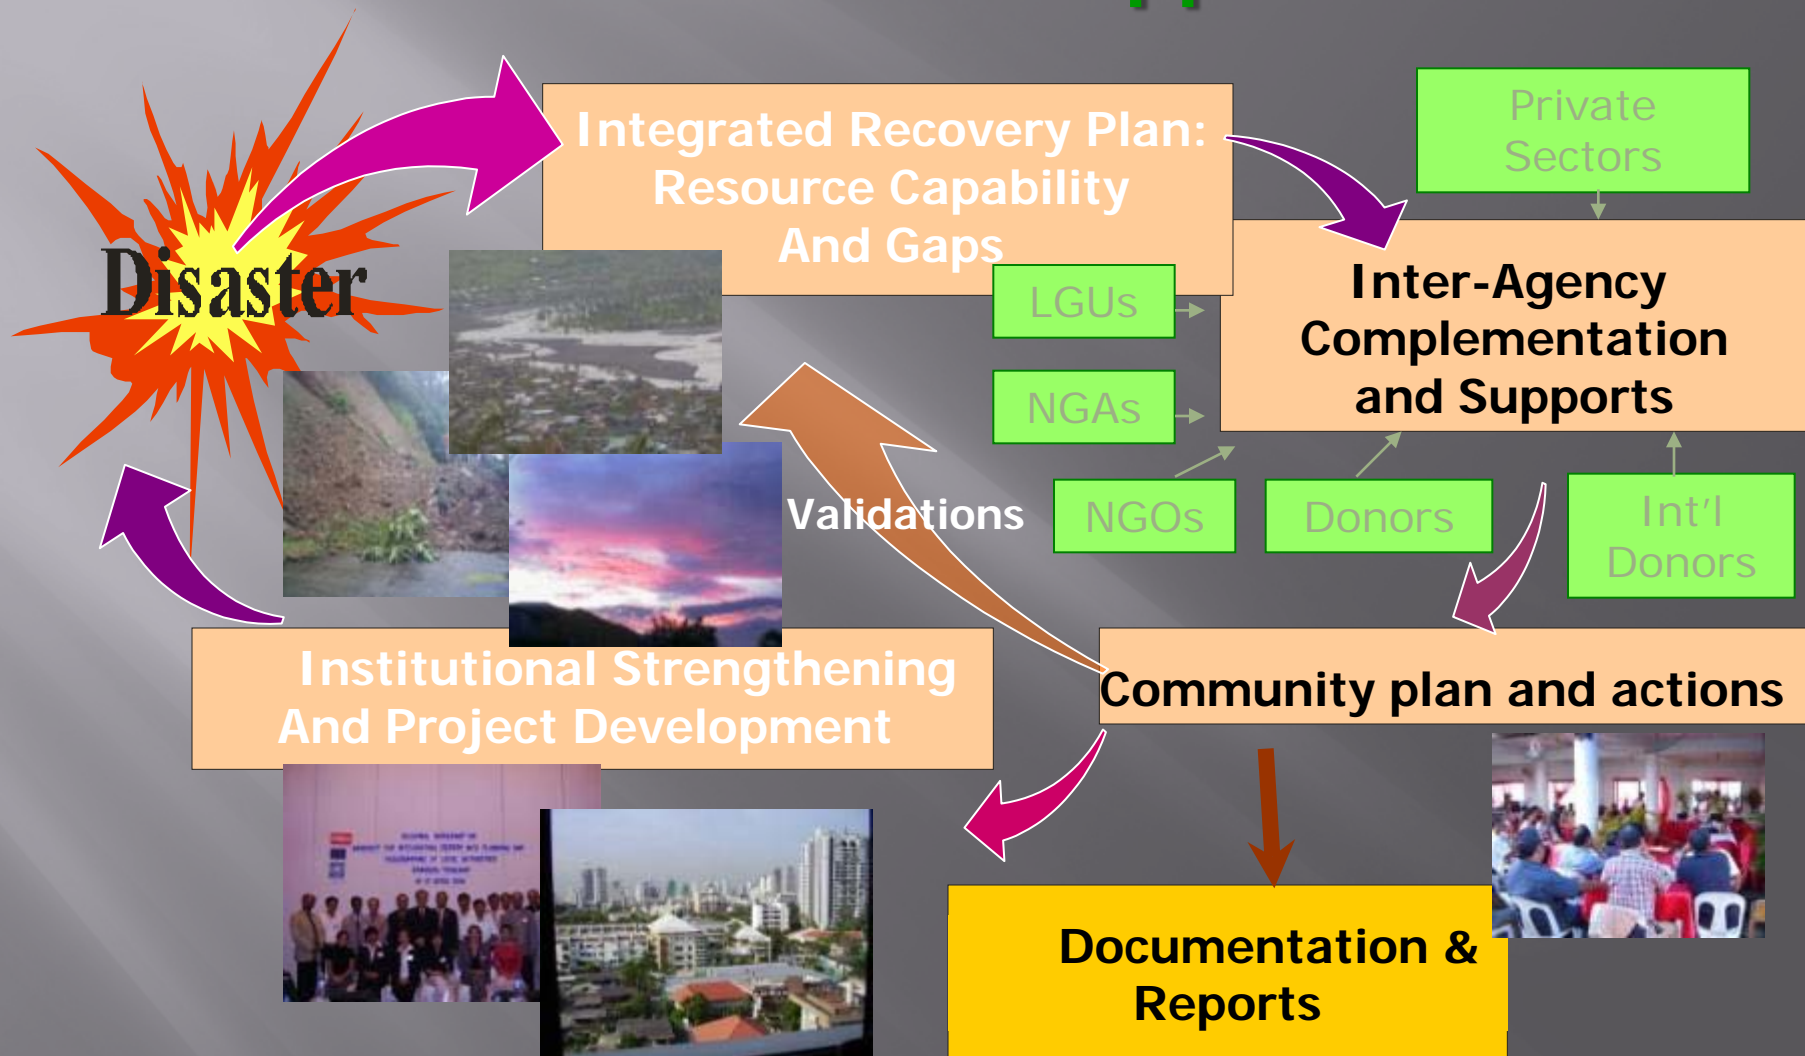 Disaster
Integrated Recovery Plan:
Resource Capability
And Gaps
Private
Sectors
Inter-Agency
Complementation
and Supports
LGUs
NGAs
NGOs
Donors
Int'l
Donors
Validations
Institutional Strengthening
And Project Development
Community plan and actions
Documentation &
Reports